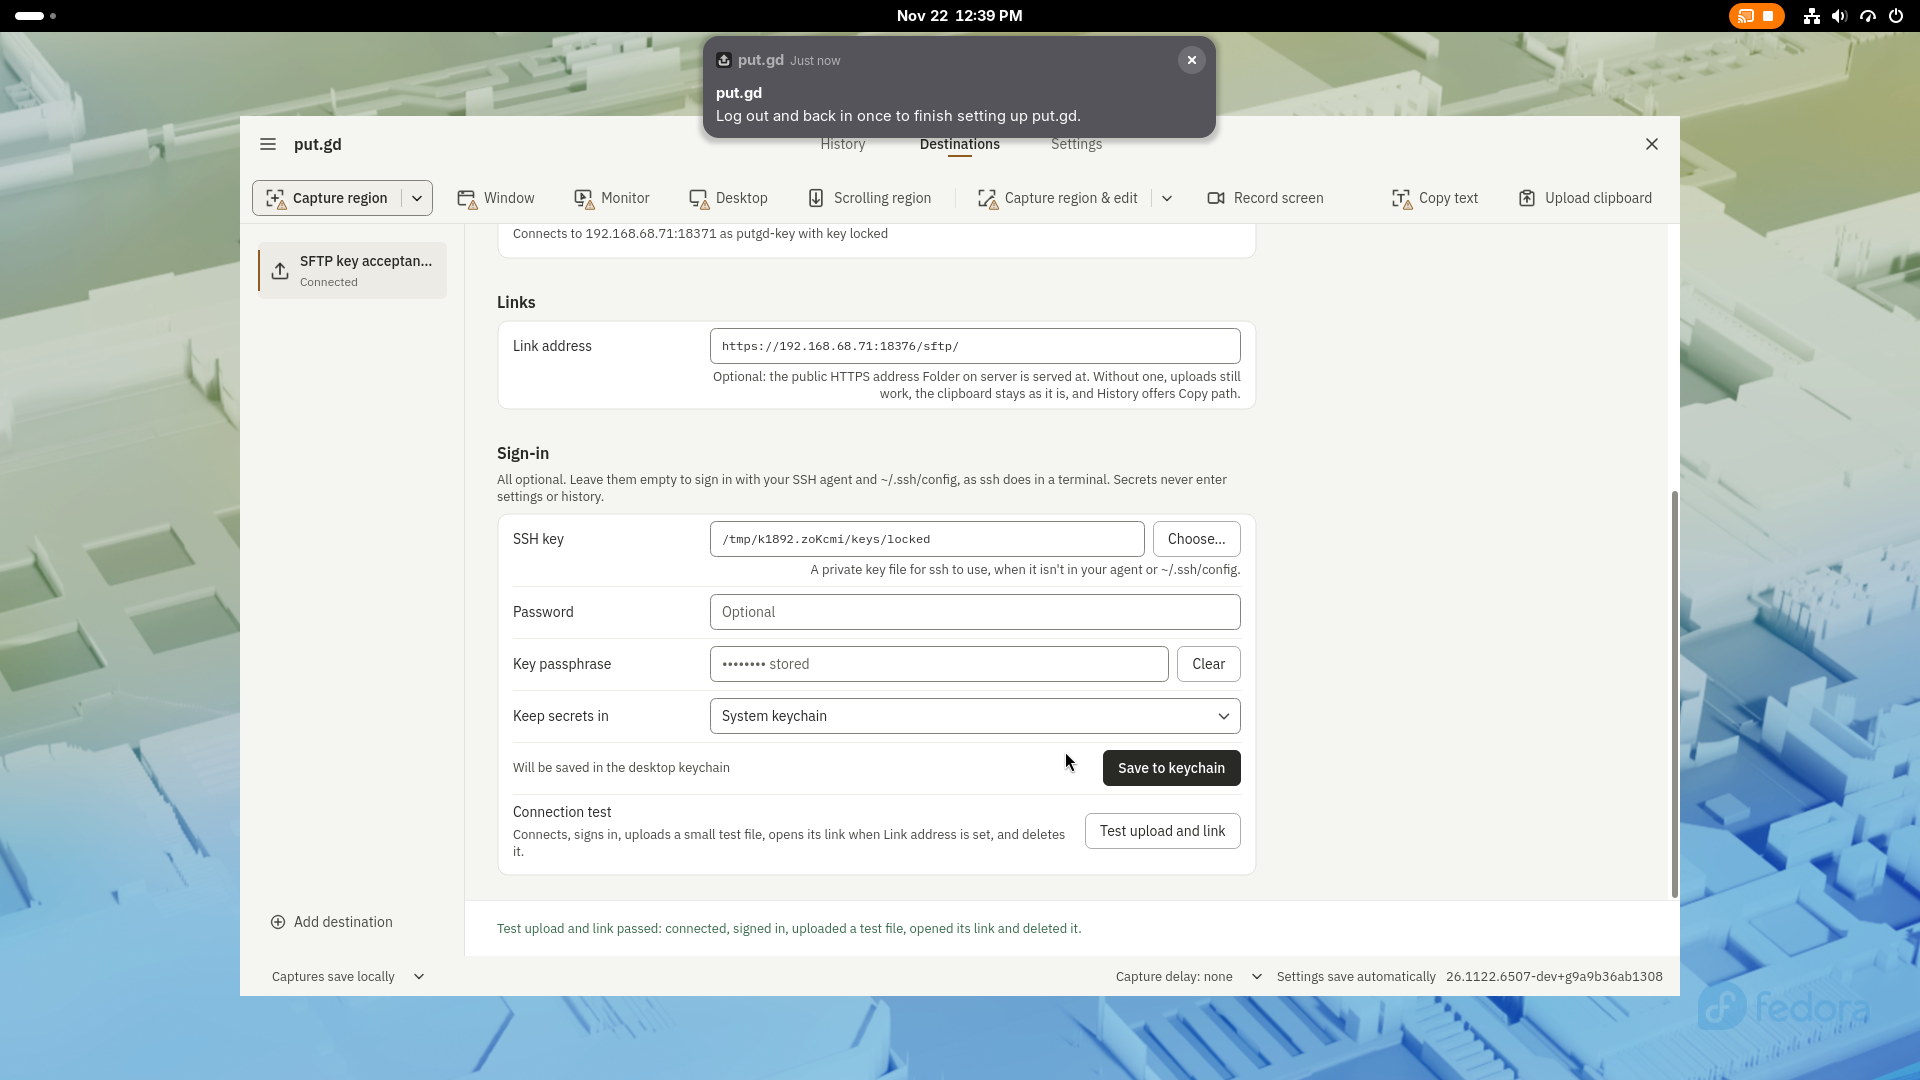 Nov 22 12:39 PM
put.gd Just now
put.gd
Log out and back in once to finish setting up put.gd.
put.gd
History
Destinations
Settings
Capture region
Window
Monitor
Desktop
Scrolling region
Capture region & edit
Record screen
Copy text
Upload clipboard
SFTP key acceptan...
Connected
Connects to 192.168.68.71:18371 as putgd-key with key locked
Links
Link address
https://192.168.68.71:18376/sftp/
Optional: the public HTTPS address Folder on server is served at. Without one, uploads still
work, the clipboard stays as it is, and History offers Copy path.
Sign-in
All optional. Leave them empty to sign in with your SSH agent and ~/.ssh/config, as ssh does in a terminal. Secrets never enter
settings or history.
SSH key
/tmp/k1892.zoKcmi/keys/locked
Choose...
A private key file for ssh to use, when it isn't in your agent or ~/.ssh/config.
Password
Optional
Key passphrase
•••••••• stored
Clear
Keep secrets in
System keychain
Will be saved in the desktop keychain
Save to keychain
Connection test
Connects, signs in, uploads a small test file, opens its link when Link address is set, and deletes
it.
Test upload and link
Add destination
Test upload and link passed: connected, signed in, uploaded a test file, opened its link and deleted it.
Captures save locally
Capture delay: none
Settings save automatically
26.1122.6507-dev+g9a9b36ab1308
fedora